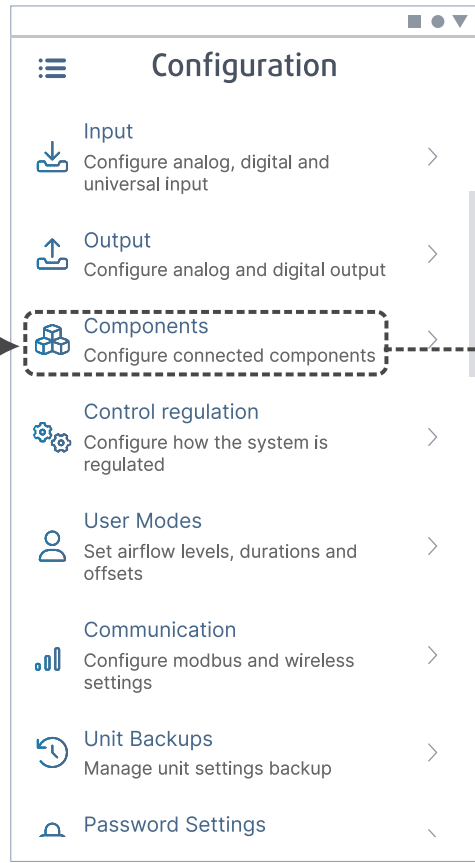 Configuration
Input
Configure analog, digital and
universal input
Output
Configure analog and digital output
Components
Configure connected components
Control regulation
Configure how the system is
regulated
User Modes
Set airflow levels, durations and
offsets
Communication
Configure modbus and wireless
settings
Unit Backups
Manage unit settings backup
Password Settings